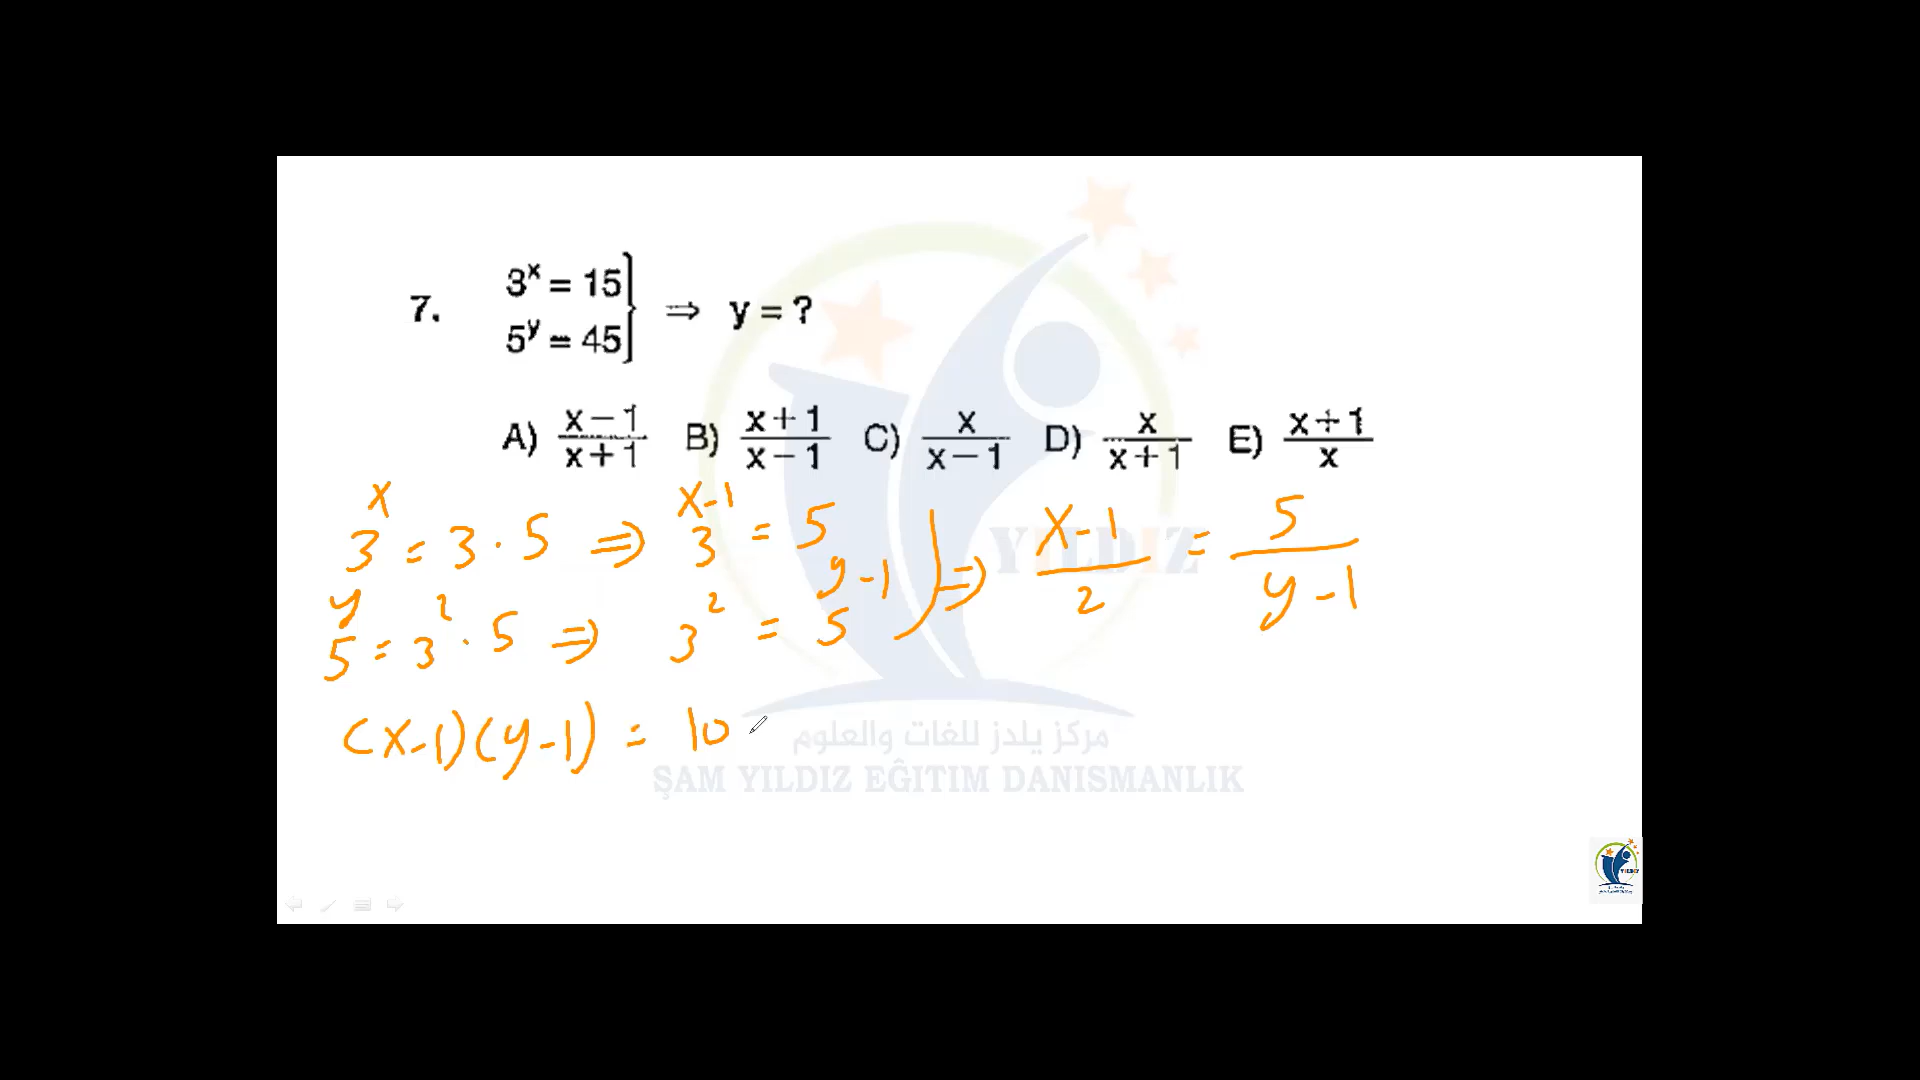 7. 3^x = 15
5^y = 45 } ⇒ y = ?
A) (x − 1)/(x + 1) B) (x + 1)/(x − 1) C) x/(x − 1) D) x/(x + 1) E) (x + 1)/x
3^x = 3 · 5 ⇒ 3^(x-1) = 5
5^y = 3^2 · 5 ⇒ 3^2 = 5^(y-1) ) ⇒ (x-1)/2 = 5/(y-1)
(x-1)(y-1) = 10
YILDIZ
مركز يلدز للغات والعلوم
ŞAM YILDIZ EĞITIM DANISMANLIK
YILDIZ